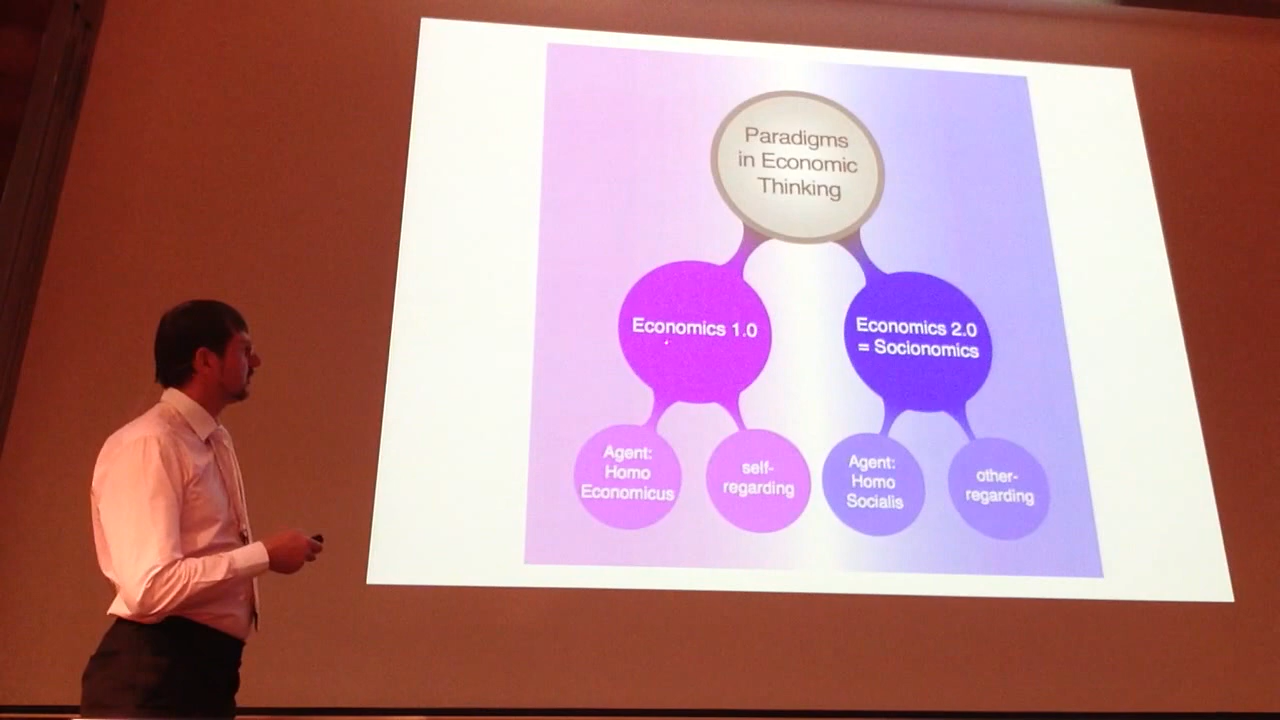 Paradigms
in Economic
Thinking
Economics 1.0
Economics 2.0
= Socionomics
Agent:
Homo
Economicus
self-
regarding
Agent:
Homo
Socialis
other-
regarding